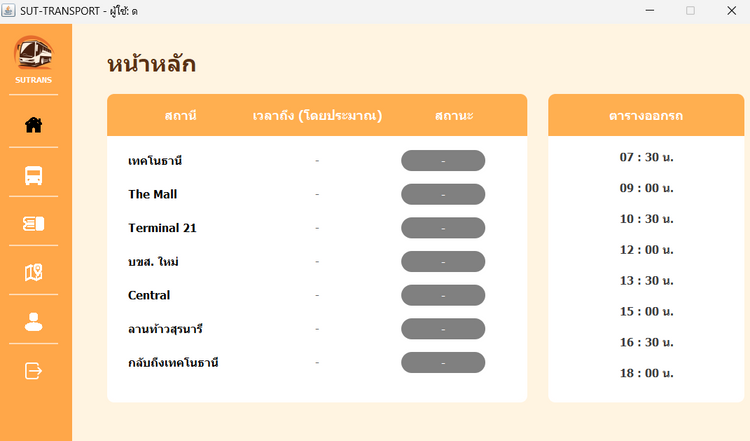 SUT-TRANSPORT - ผู้ใช้: ด
SUTRANS
หน้าหลัก
สถานี เวลาถึง (โดยประมาณ) สถานะ
เทคโนธานี - -
The Mall - -
Terminal 21 - -
บขส. ใหม่ - -
Central - -
ลานท้าวสุรนารี - -
กลับถึงเทคโนธานี - -
ตารางออกรถ
07 : 30 น.
09 : 00 น.
10 : 30 น.
12 : 00 น.
13 : 30 น.
15 : 00 น.
16 : 30 น.
18 : 00 น.